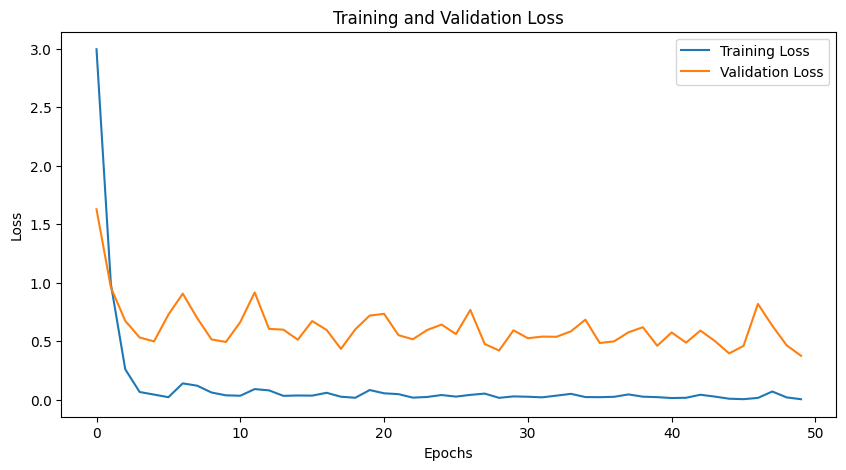 Training and Validation Loss
Training Loss
Validation Loss
3.0
2.5
2.0
1.5
1.0
0.5
0.0
Loss
0 10 20 30 40 50
Epochs